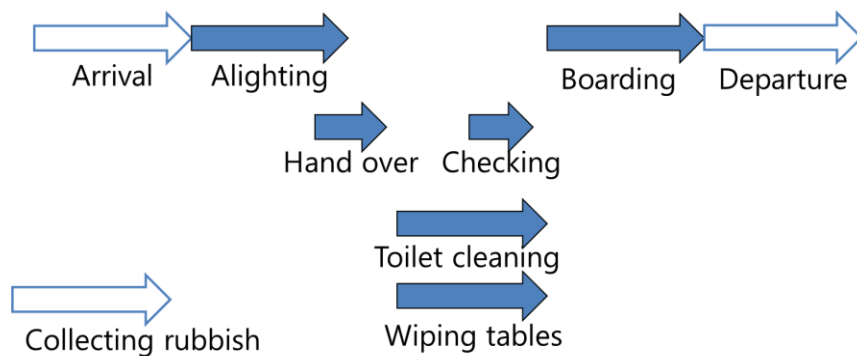 Arrival
Alighting
Boarding
Departure
Hand over
Checking
Toilet cleaning
Collecting rubbish
Wiping tables